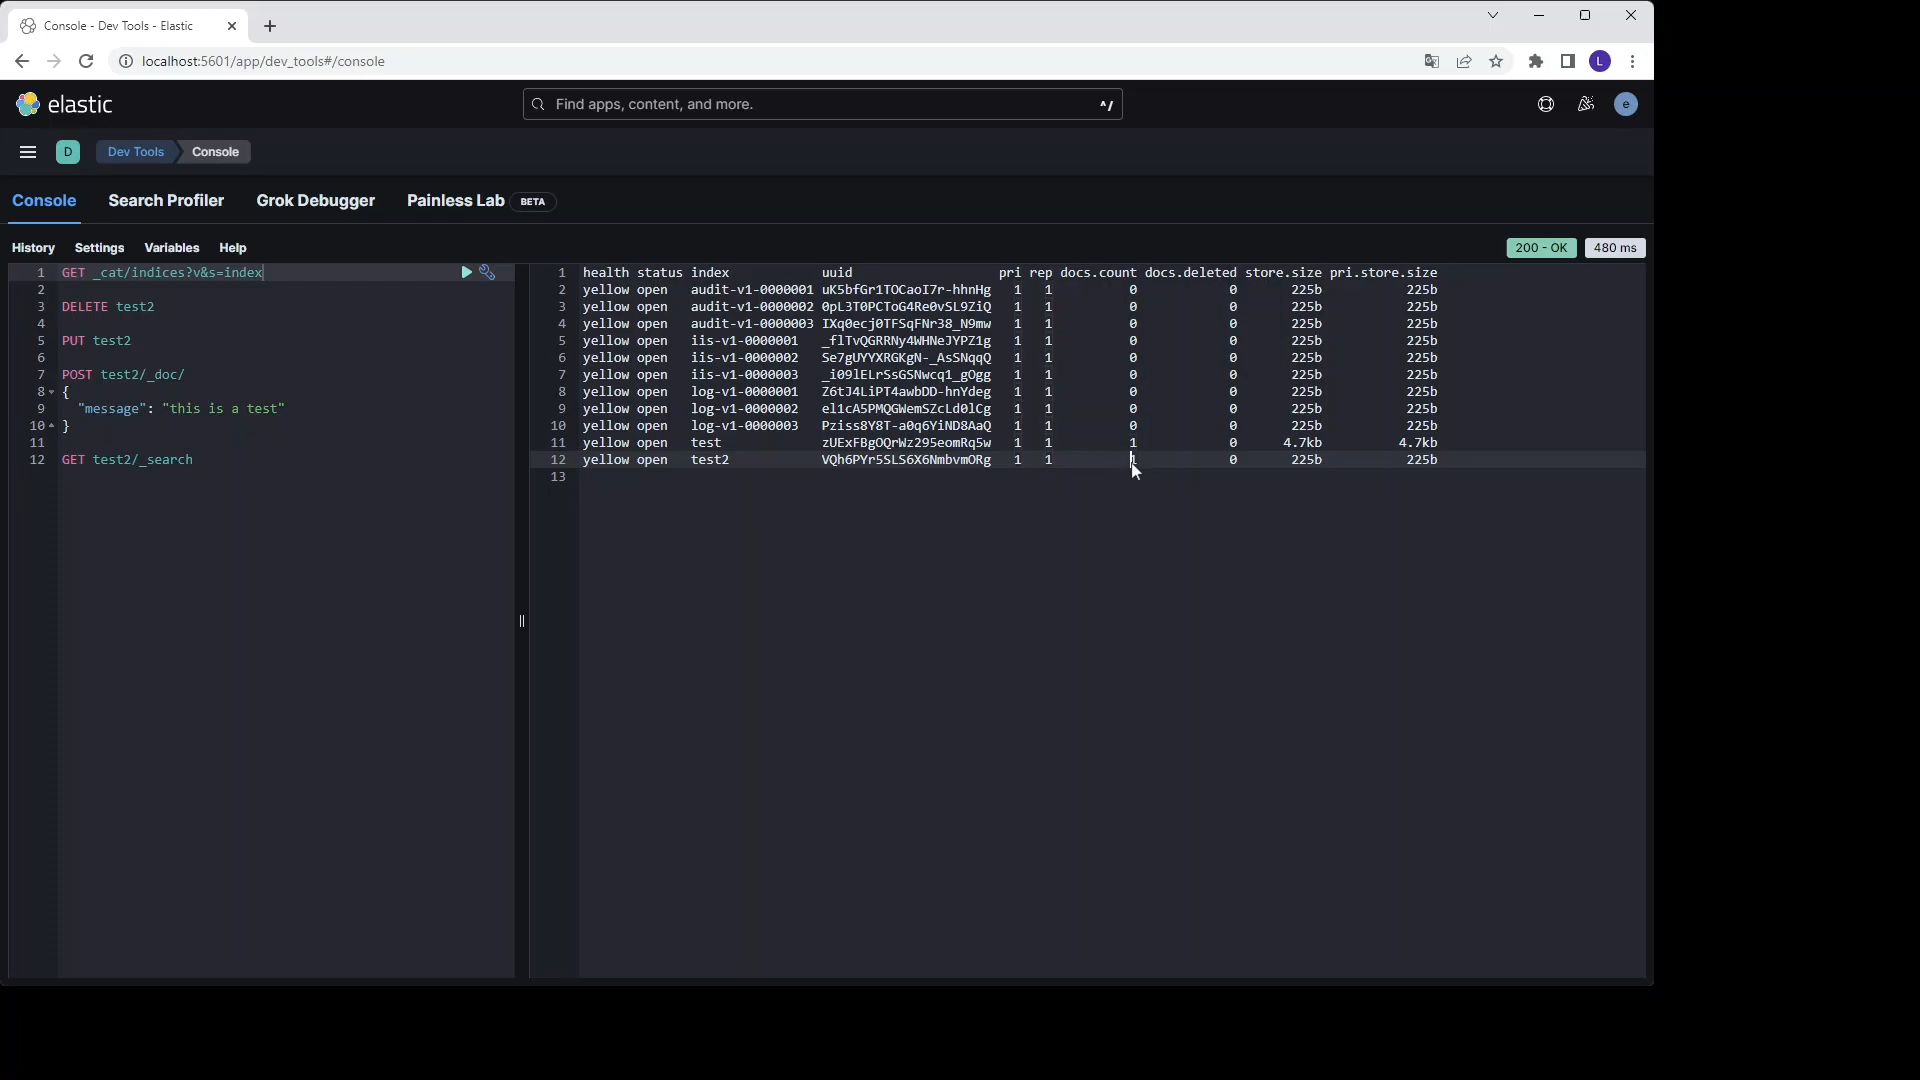 Console - Dev Tools - Elastic
localhost:5601/app/dev_tools#/console
L
elastic
Find apps, content, and more.
^/
e
D
Dev Tools
Console
Console
Search Profiler
Grok Debugger
Painless Lab
BETA
History
Settings
Variables
Help
200 - OK
480 ms
1 GET _cat/indices?v&s=index
2
3 DELETE test2
4
5 PUT test2
6
7 POST test2/_doc/
8 {
9 "message": "this is a test"
10 }
11
12 GET test2/_search
1 health status index uuid pri rep docs.count docs.deleted store.size pri.store.size
2 yellow open audit-v1-0000001 uK5bfGr1TOCaoI7r-hhnHg 1 1 0 0 225b 225b
3 yellow open audit-v1-0000002 0pL3T0PCToG4Re0vSL9ZiQ 1 1 0 0 225b 225b
4 yellow open audit-v1-0000003 IXq0ecj0TFSqFNr38_N9mw 1 1 0 0 225b 225b
5 yellow open iis-v1-0000001 _flTvQGRRNy4WHNeJYPZ1g 1 1 0 0 225b 225b
6 yellow open iis-v1-0000002 Se7gUYYXRGKgN-_AsSNqqQ 1 1 0 0 225b 225b
7 yellow open iis-v1-0000003 _i09lELrSsGSNwcq1_gOgg 1 1 0 0 225b 225b
8 yellow open log-v1-0000001 Z6tJ4LiPT4awbDD-hnYdeg 1 1 0 0 225b 225b
9 yellow open log-v1-0000002 el1cA5PMQGWemSZcLd0lCg 1 1 0 0 225b 225b
10 yellow open log-v1-0000003 Pziss8Y8T-a0q6YiND8AaQ 1 1 0 0 225b 225b
11 yellow open test zUExFBgOQrWz295eomRq5w 1 1 1 0 4.7kb 4.7kb
12 yellow open test2 VQh6PYr5SLS6X6NmbvmORg 1 1 1 0 225b 225b
13